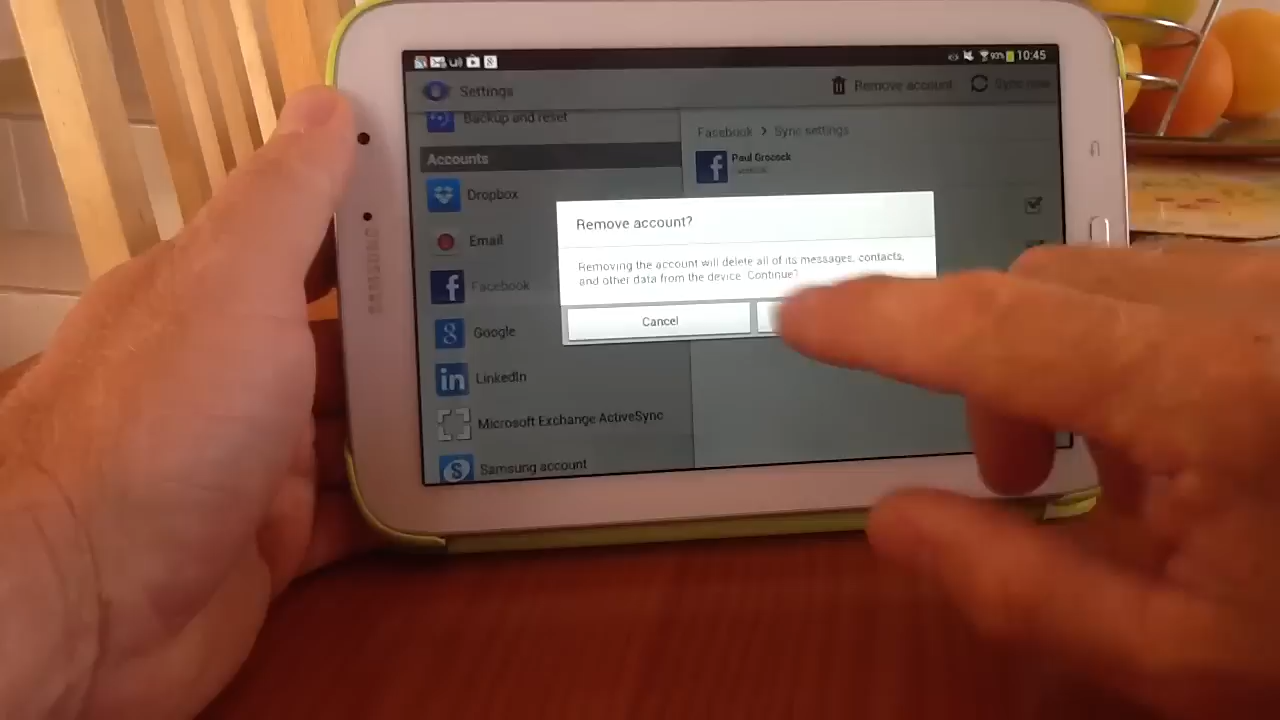 93% 10:45
Settings
Remove account
Sync now
Backup and reset
Accounts
Facebook > Sync settings
Paul Grocock
Dropbox
Email
Facebook
Google
LinkedIn
Microsoft Exchange ActiveSync
Samsung account
Remove account?
Removing the account will delete all of its messages, contacts,
and other data from the device. Continue?
Cancel
SAMSUNG